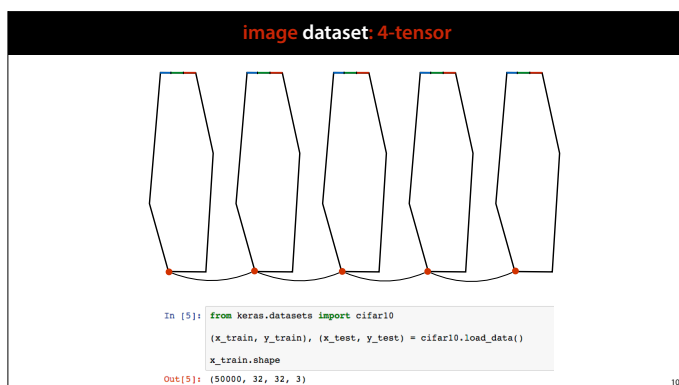 image dataset: 4-tensor
In [5]: from keras.datasets import cifar10
(x_train, y_train), (x_test, y_test) = cifar10.load_data()
x_train.shape
Out[5]: (50000, 32, 32, 3)